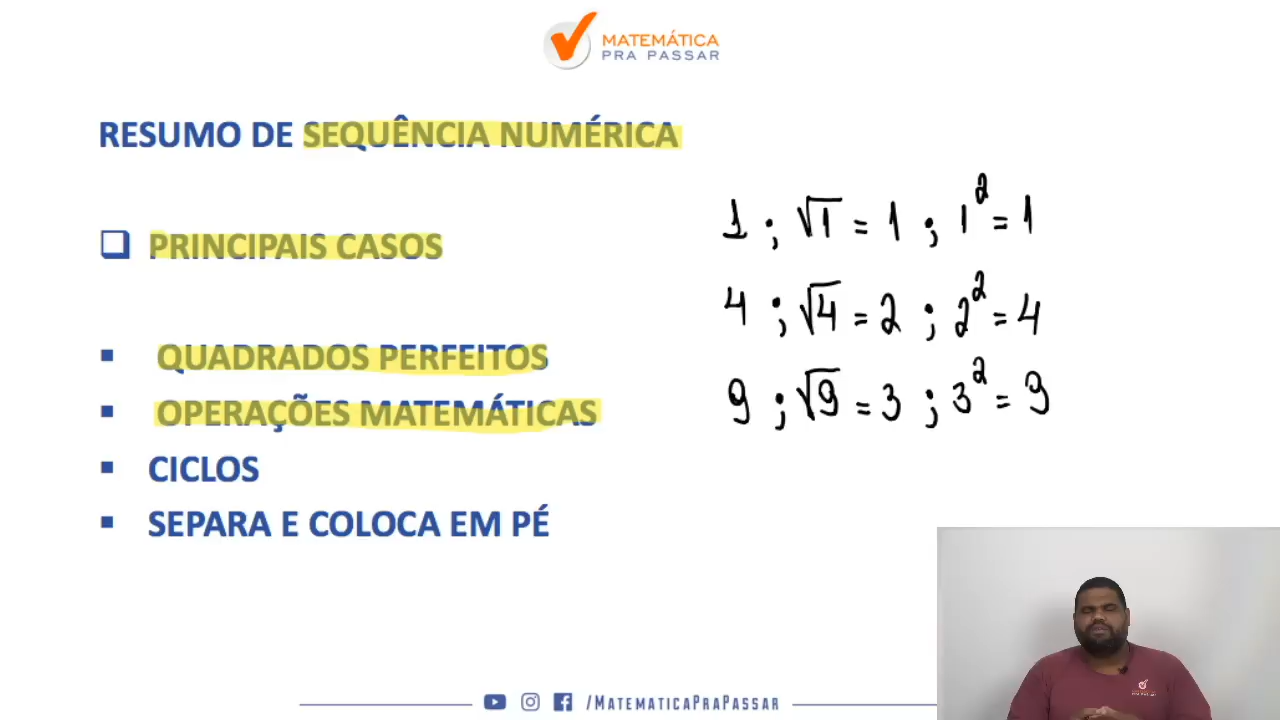 MATEMÁTICA
PRA PASSAR
RESUMO DE SEQUÊNCIA NUMÉRICA
PRINCIPAIS CASOS
QUADRADOS PERFEITOS
OPERAÇÕES MATEMÁTICAS
CICLOS
SEPARA E COLOCA EM PÉ
1 ; √1 = 1 ; 1² = 1
4 ; √4 = 2 ; 2² = 4
9 ; √9 = 3 ; 3² = 9
/MATEMATICAPRAPASSAR